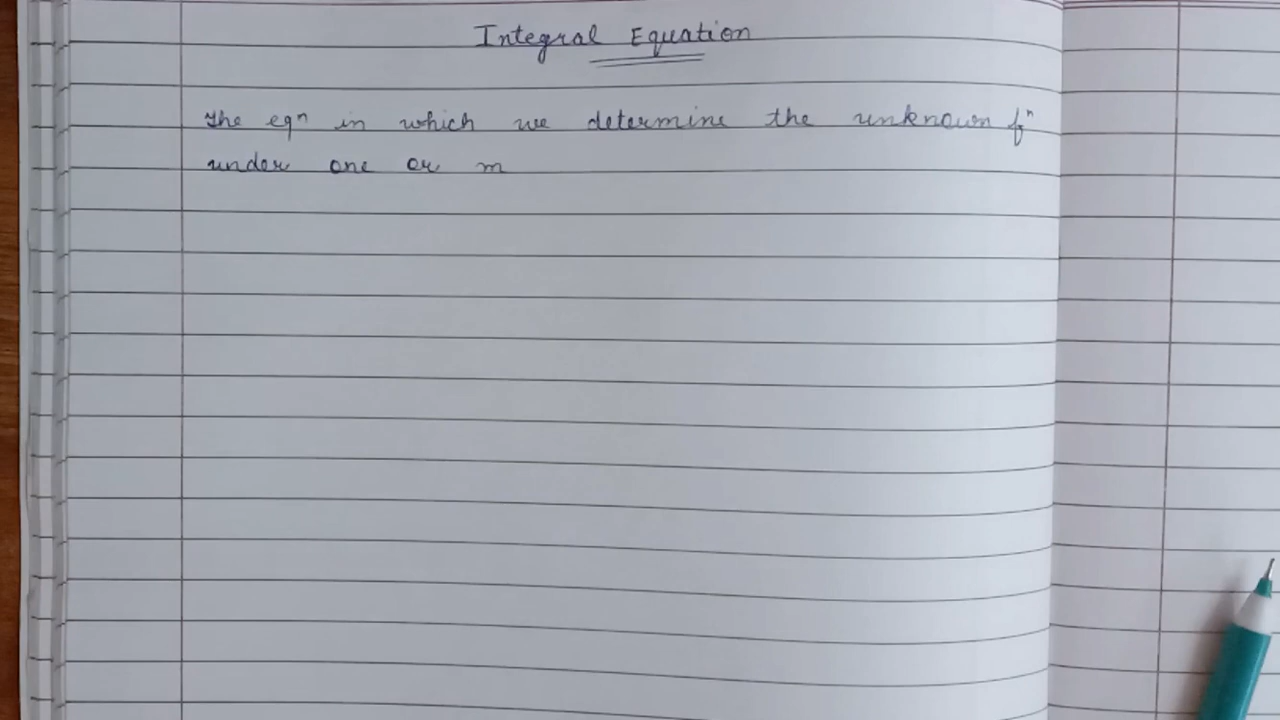 Integral Equation
The eqⁿ in which we determine the unknown fⁿ
under one or m